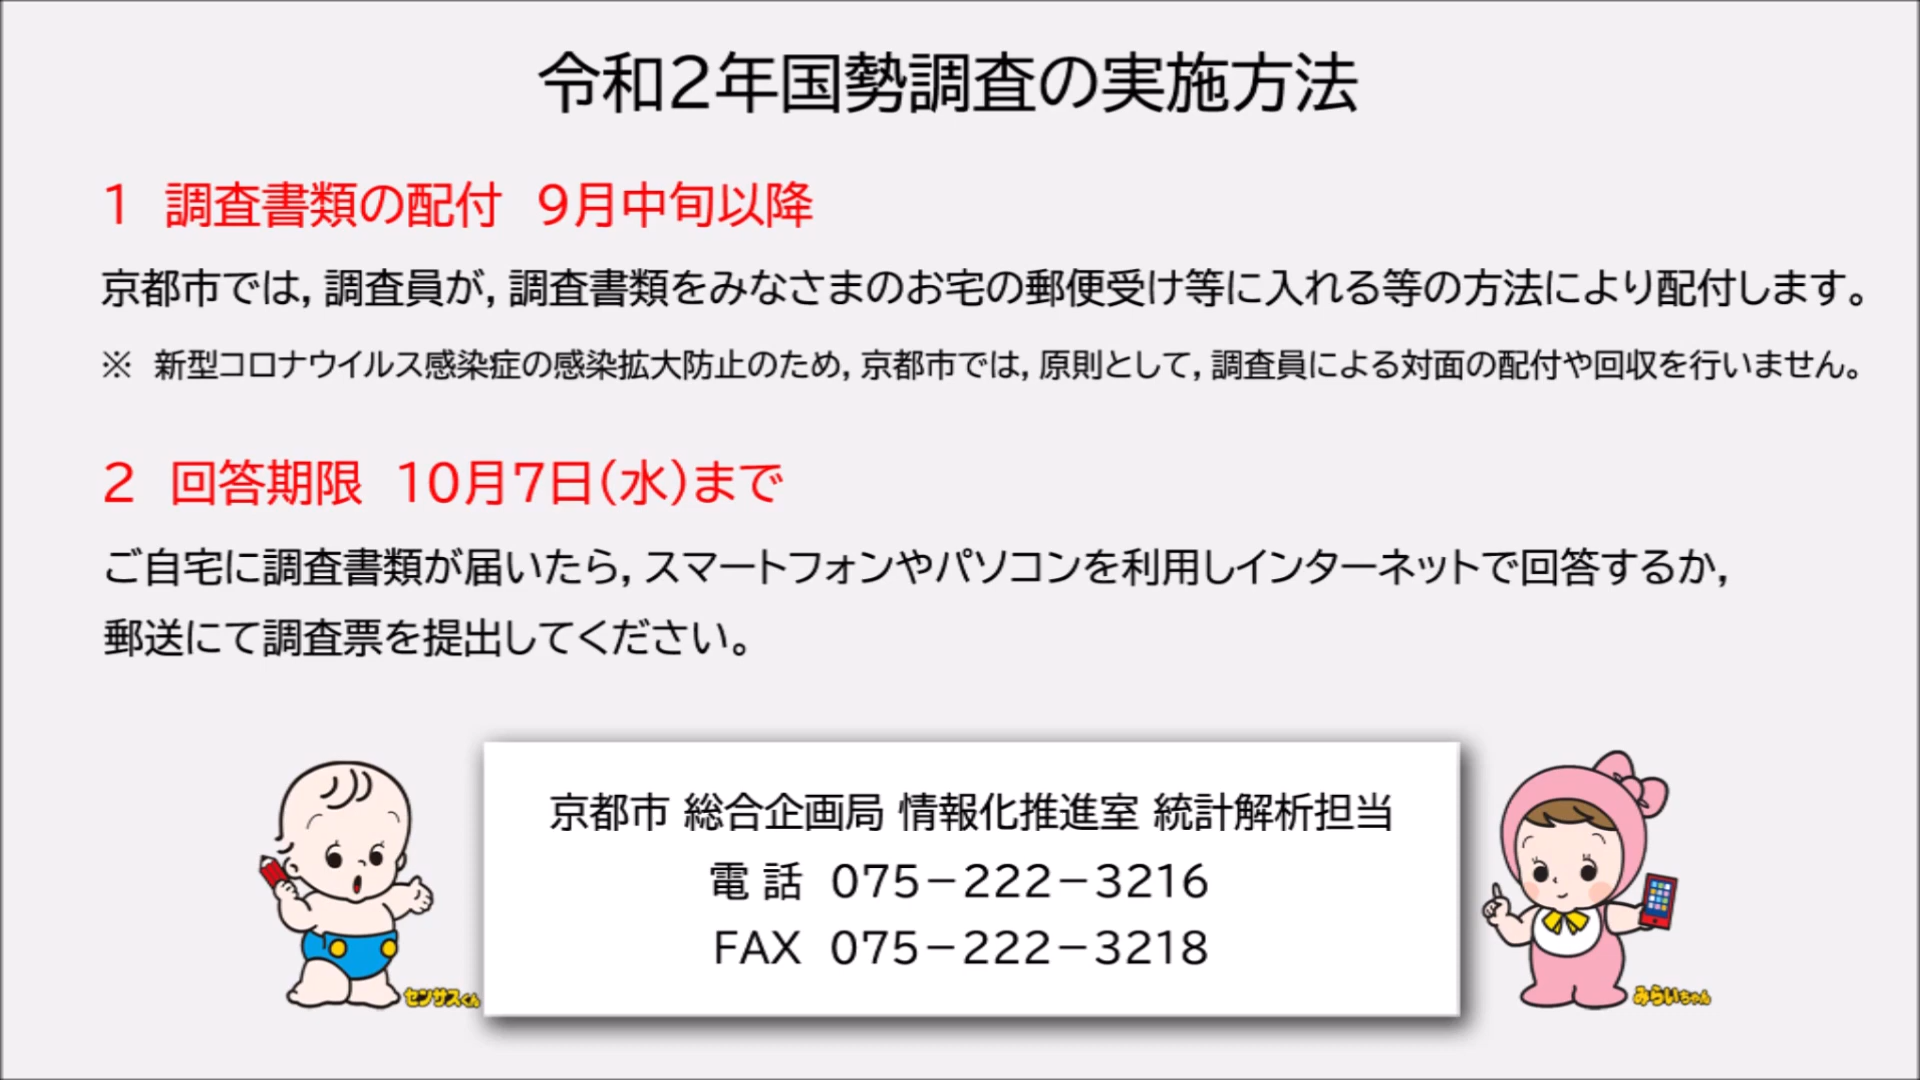 令和2年国勢調査の実施方法
1　調査書類の配付　9月中旬以降
京都市では，調査員が，調査書類をみなさまのお宅の郵便受け等に入れる等の方法により配付します。
※　新型コロナウイルス感染症の感染拡大防止のため，京都市では，原則として，調査員による対面の配付や回収を行いません。
2　回答期限　10月7日（水）まで
ご自宅に調査書類が届いたら，スマートフォンやパソコンを利用しインターネットで回答するか，
郵送にて調査票を提出してください。
京都市 総合企画局 情報化推進室 統計解析担当
電 話　075－222－3216
FAX　075－222－3218
センサスくん
みらいちゃん